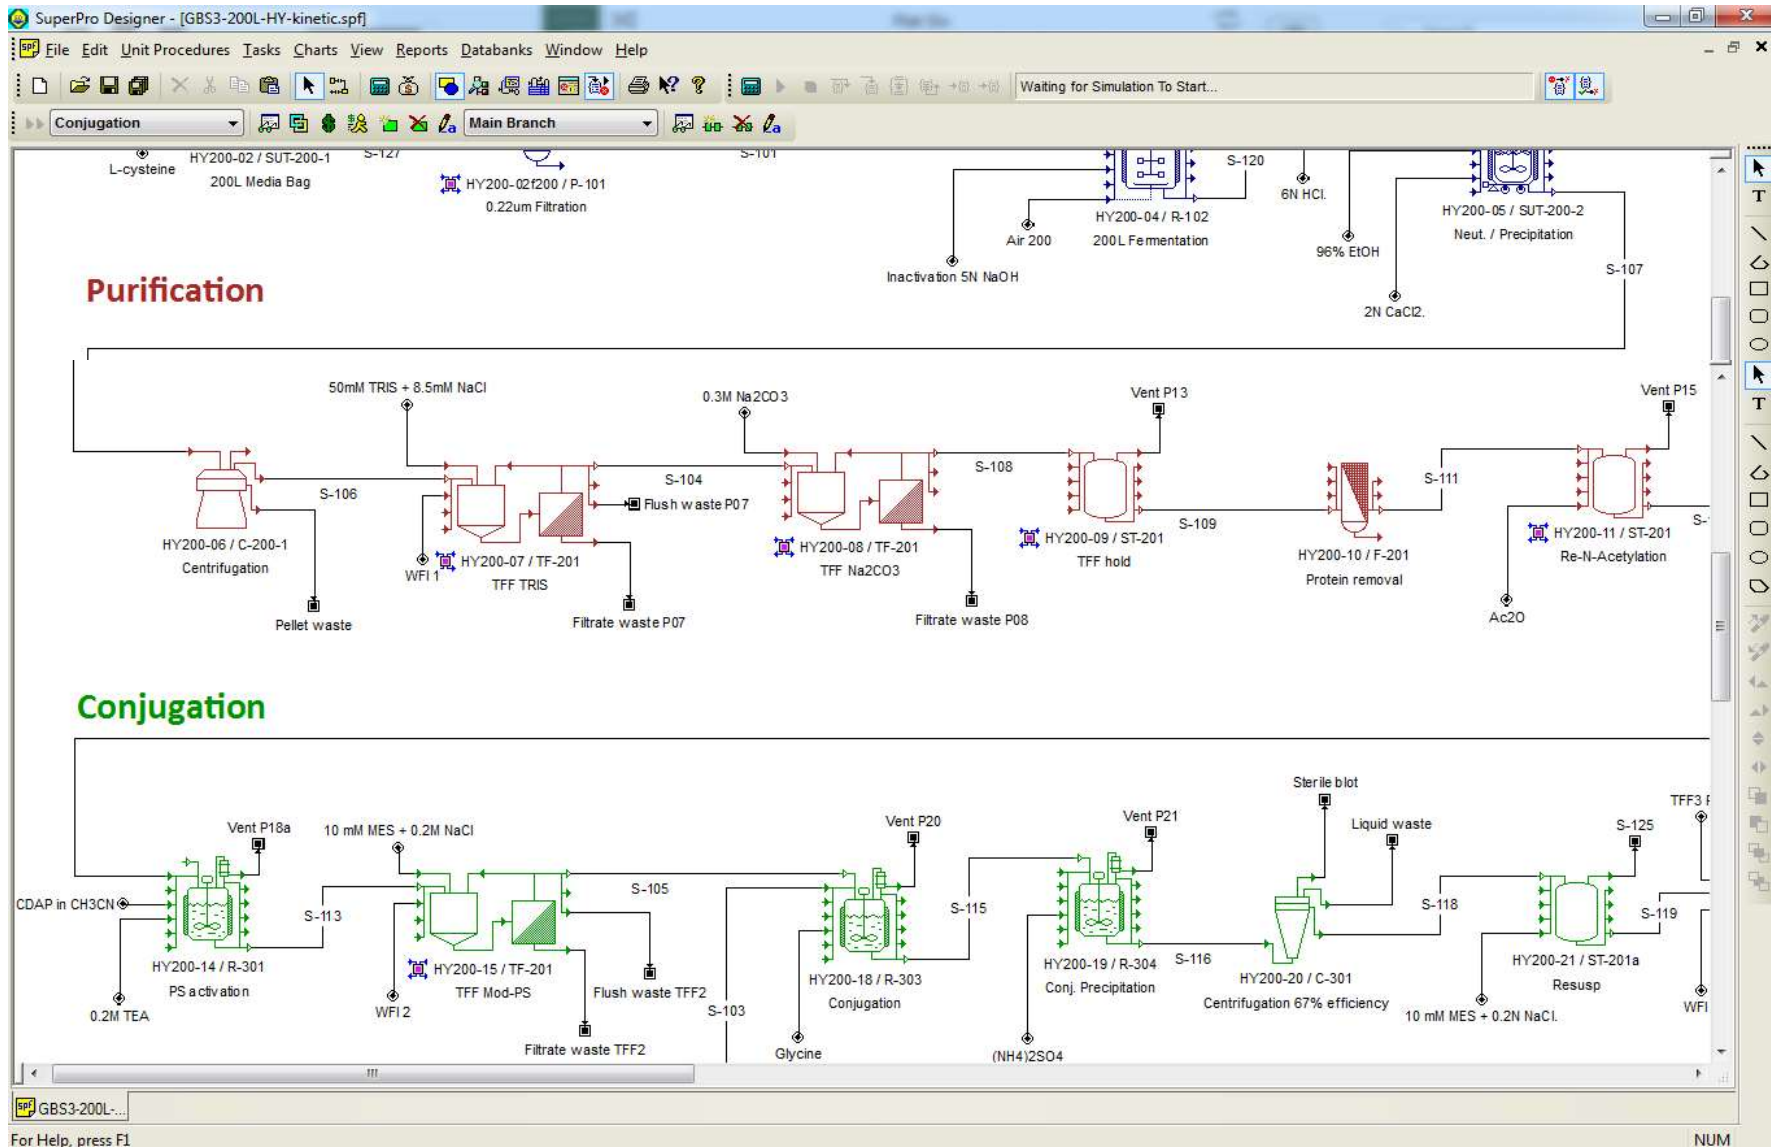 SuperPro Designer - [GBS3-200L-HY-kinetic.spf]
File Edit Unit Procedures Tasks Charts View Reports Databanks Window Help
Waiting for Simulation To Start...
Conjugation
Main Branch
L-cysteine
HY200-02 / SUT-200-1
200L Media Bag
S-127
HY200-02f200 / P-101
0.22um Filtration
S-101
Air 200
Inactivation 5N NaOH
HY200-04 / R-102
200L Fermentation
S-120
6N HCl.
96% EtOH
2N CaCl2.
HY200-05 / SUT-200-2
Neut. / Precipitation
S-107
Purification
50mM TRIS + 8.5mM NaCl
0.3M Na2CO3
Vent P13
Vent P15
S-106
S-104
S-108
S-109
S-111
Flush waste P07
HY200-06 / C-200-1
Centrifugation
Pellet waste
WFI 1
HY200-07 / TF-201
TFF TRIS
Filtrate waste P07
HY200-08 / TF-201
TFF Na2CO3
Filtrate waste P08
HY200-09 / ST-201
TFF hold
HY200-10 / F-201
Protein removal
HY200-11 / ST-201
Re-N-Acetylation
Ac2O
Conjugation
Vent P18a
10 mM MES + 0.2M NaCl
Vent P20
Vent P21
Sterile blot
Liquid waste
S-125
TFF3
CDAP in CH3CN
S-113
S-105
S-115
S-118
S-119
HY200-14 / R-301
PS activation
0.2M TEA
WFI 2
HY200-15 / TF-201
TFF Mod-PS
Flush waste TFF2
Filtrate waste TFF2
S-103
HY200-18 / R-303
Conjugation
Glycine
HY200-19 / R-304
Conj. Precipitation
(NH4)2SO4
S-116
HY200-20 / C-301
Centrifugation 67% efficiency
HY200-21 / ST-201a
Resusp
10 mM MES + 0.2N NaCl.
WFI
GBS3-200L-...
For Help, press F1
NUM